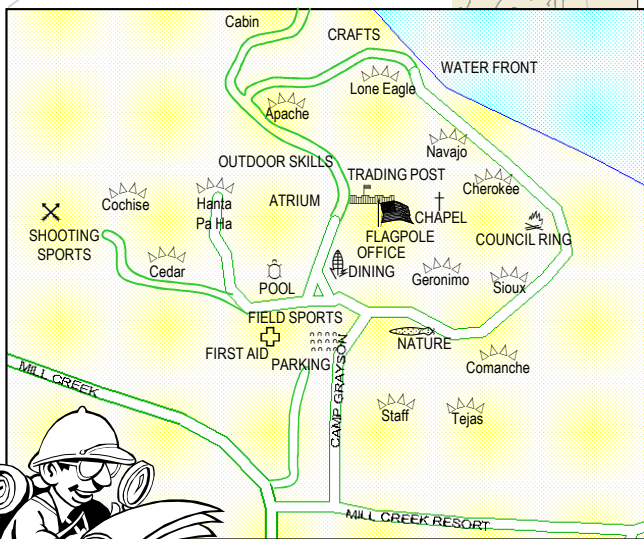 Cabin
CRAFTS
WATER FRONT
Lone Eagle
Apache
Navajo
OUTDOOR SKILLS
TRADING POST
Cherokee
Cochise
Hanta
Pa Ha
ATRIUM
CHAPEL
SHOOTING
SPORTS
FLAGPOLE
OFFICE
COUNCIL RING
Cedar
DINING
Geronimo
Sioux
POOL
FIELD SPORTS
FIRST AID
PARKING
NATURE
CAMP GRAYSON
Comanche
MILL CREEK
Staff
Tejas
MILL CREEK RESORT